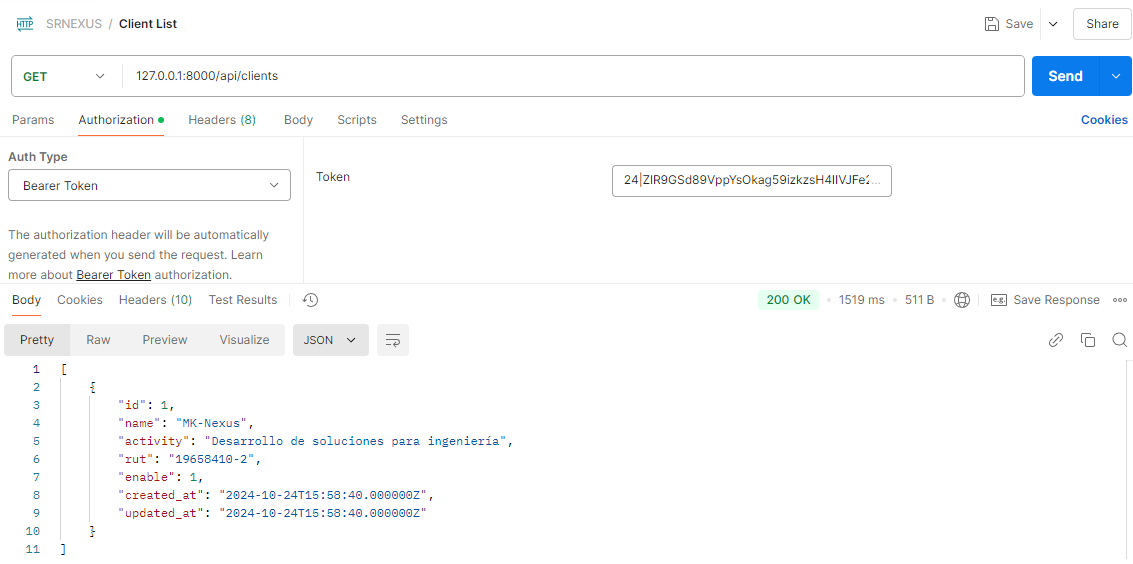 HTTP SRNEXUS / Client List Save Share
GET 127.0.0.1:8000/api/clients Send
Params Authorization Headers (8) Body Scripts Settings Cookies
Auth Type
Bearer Token
Token 24|ZIR9GSd89VppYsOkag59izkzsH4IIVJFe2...
The authorization header will be automatically
generated when you send the request. Learn
more about Bearer Token authorization.
Body Cookies Headers (10) Test Results 200 OK 1519 ms 511 B e.g. Save Response
Pretty Raw Preview Visualize JSON
1 [
2 {
3 "id": 1,
4 "name": "MK-Nexus",
5 "activity": "Desarrollo de soluciones para ingeniería",
6 "rut": "19658410-2",
7 "enable": 1,
8 "created_at": "2024-10-24T15:58:40.000000Z",
9 "updated_at": "2024-10-24T15:58:40.000000Z"
10 }
11 ]